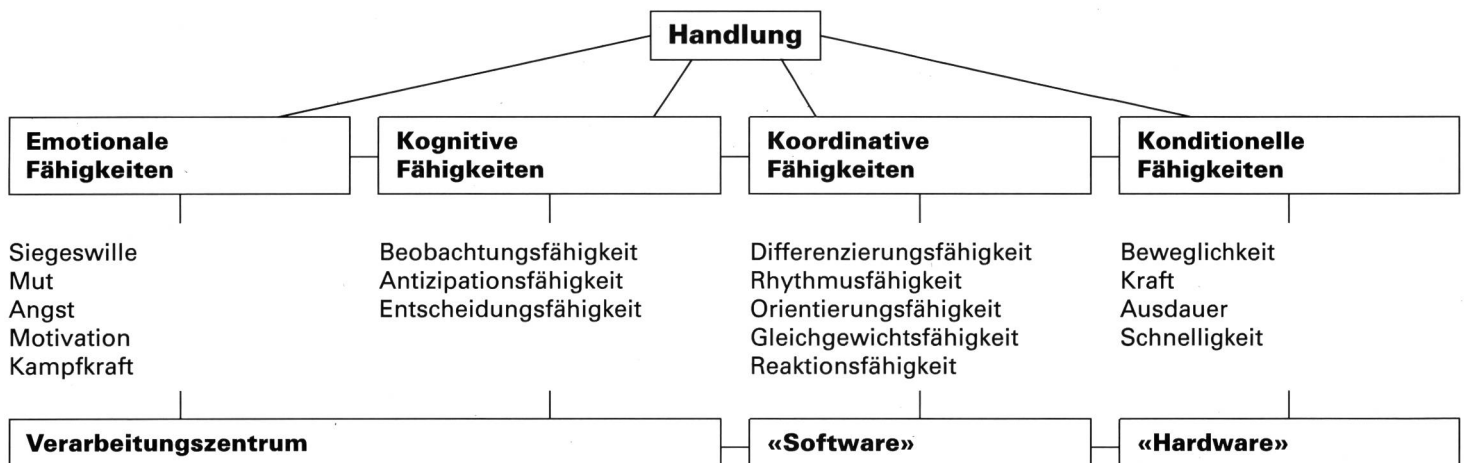 Handlung
Emotionale
Fähigkeiten
Kognitive
Fähigkeiten
Koordinative
Fähigkeiten
Konditionelle
Fähigkeiten
Siegeswille
Mut
Angst
Motivation
Kampfkraft
Beobachtungsfähigkeit
Antizipationsfähigkeit
Entscheidungsfähigkeit
Differenzierungsfähigkeit
Rhythmusfähigkeit
Orientierungsfähigkeit
Gleichgewichtsfähigkeit
Reaktionsfähigkeit
Beweglichkeit
Kraft
Ausdauer
Schnelligkeit
Verarbeitungszentrum
«Software»
«Hardware»